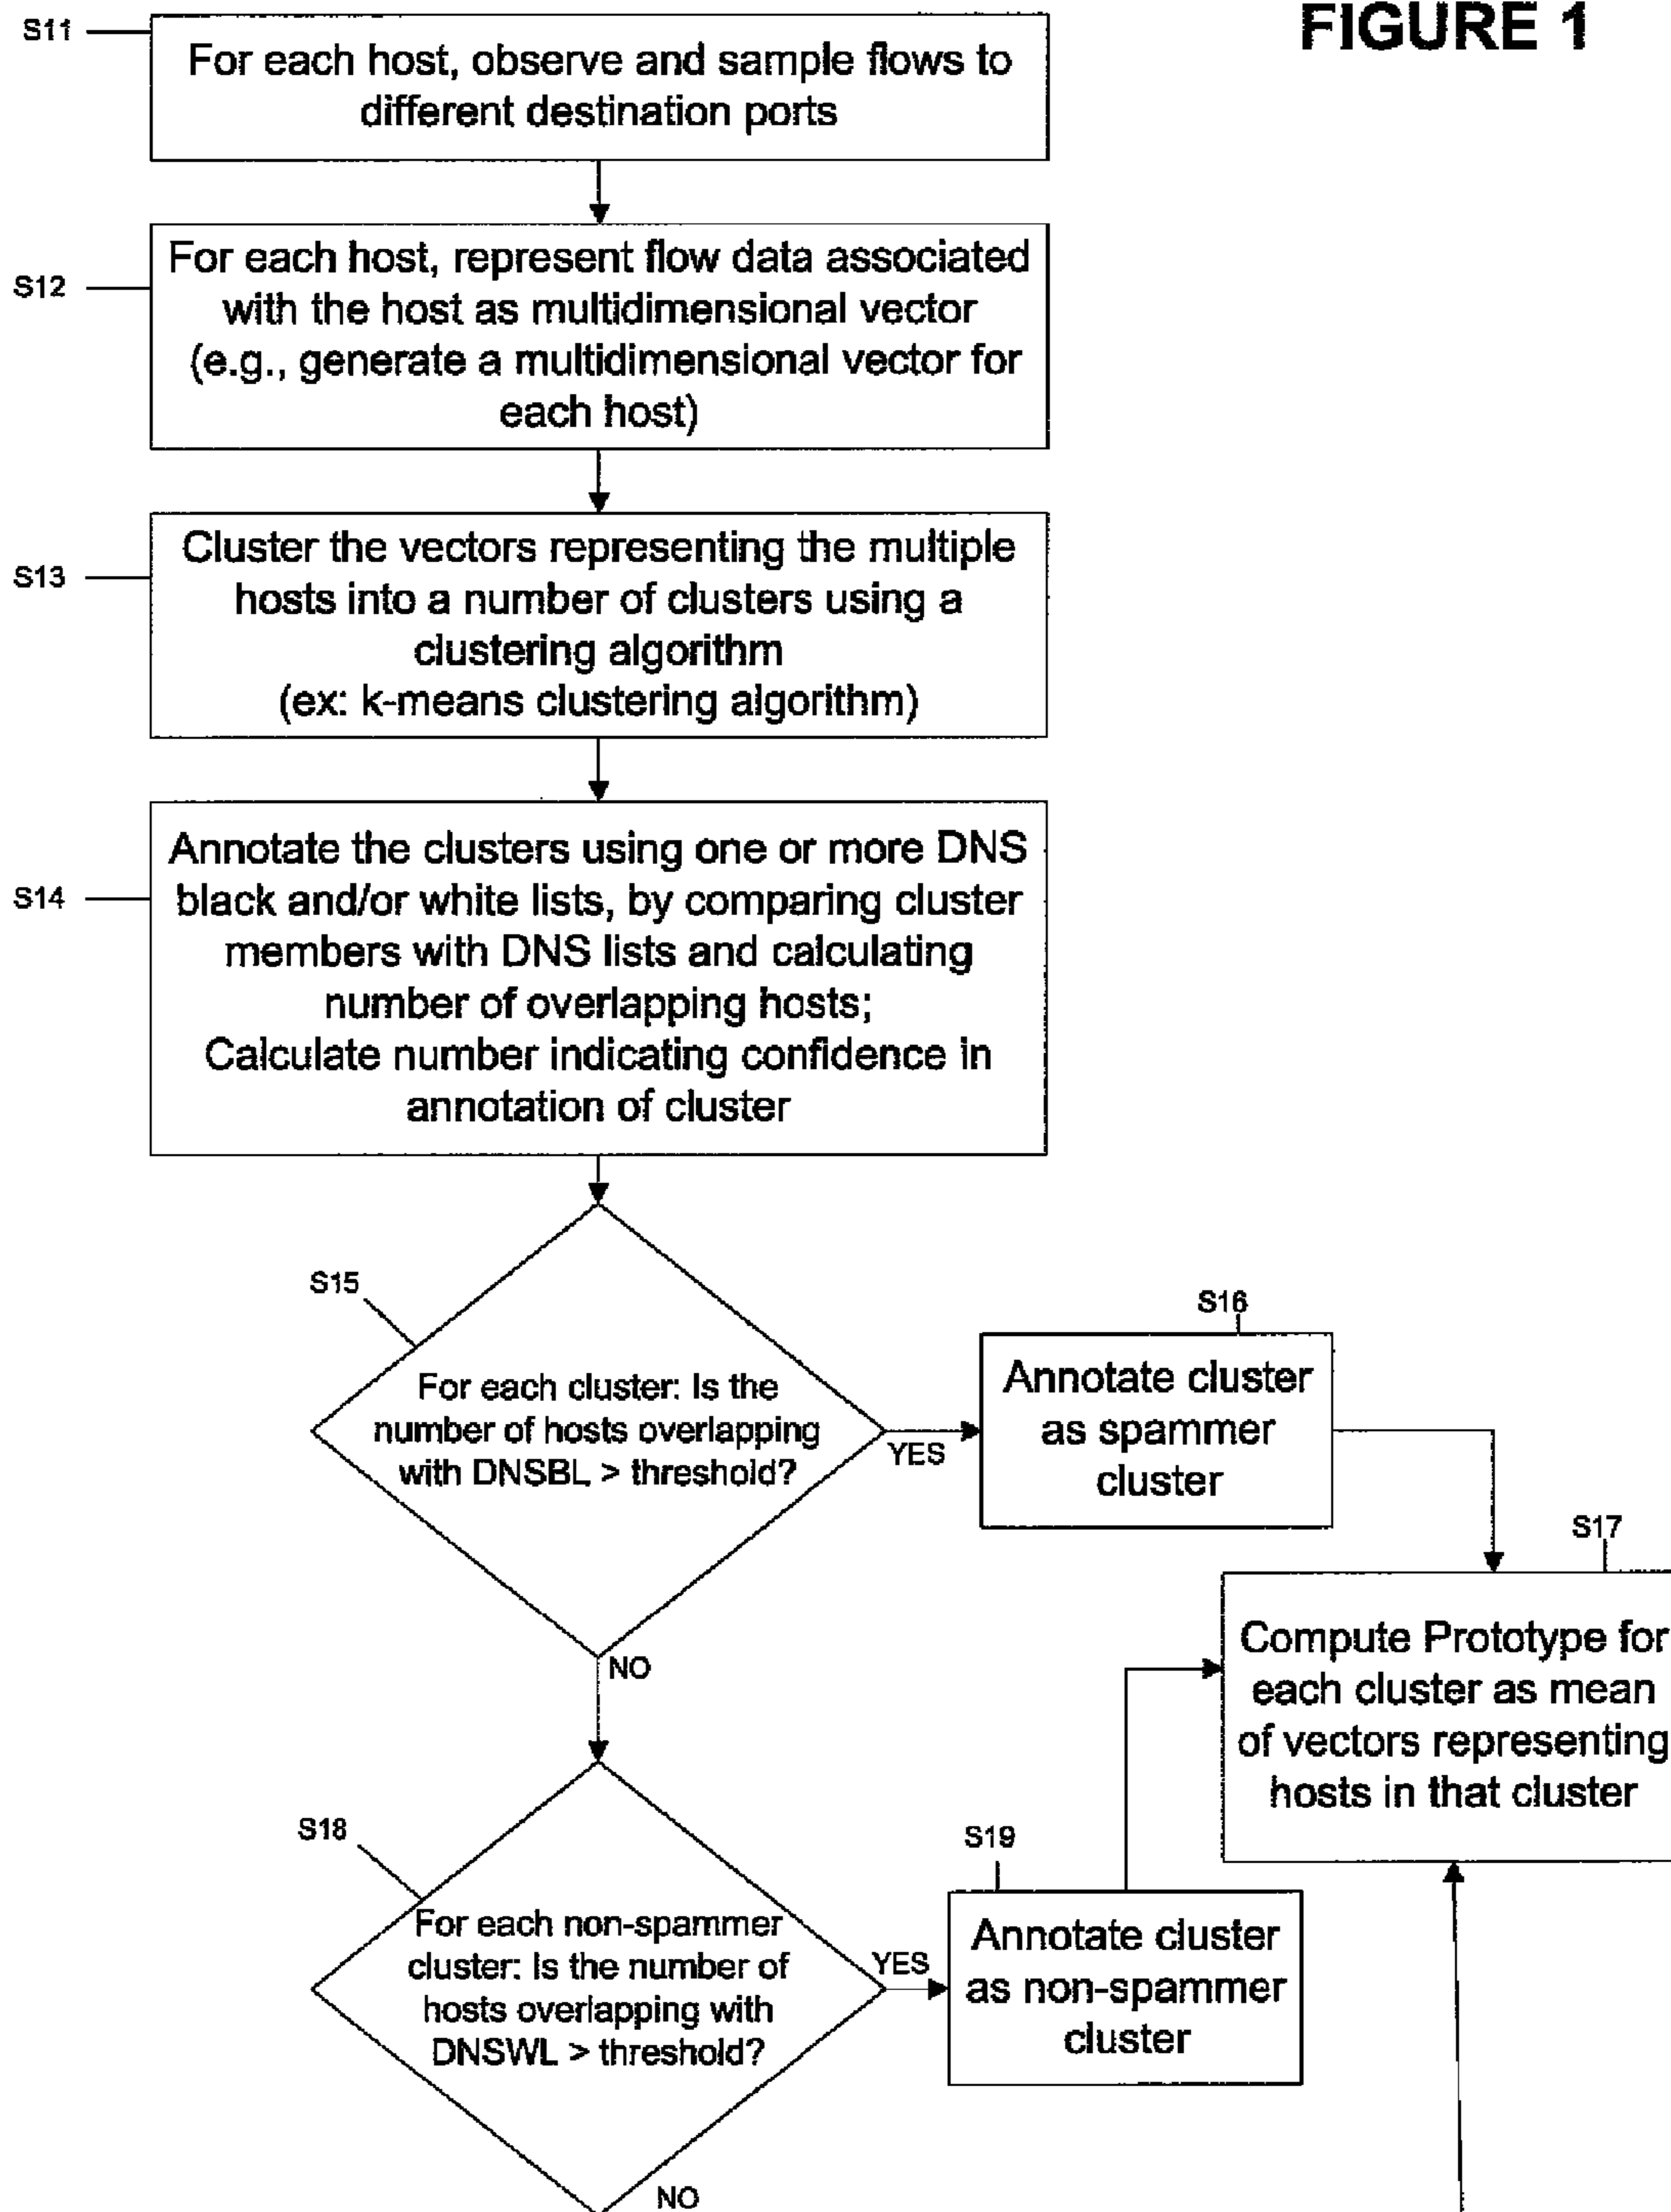 FIGURE 1
S11
For each host, observe and sample flows to
different destination ports
S12
For each host, represent flow data associated
with the host as multidimensional vector
(e.g., generate a multidimensional vector for
each host)
S13
Cluster the vectors representing the multiple
hosts into a number of clusters using a
clustering algorithm
(ex: k-means clustering algorithm)
S14
Annotate the clusters using one or more DNS
black and/or white lists, by comparing cluster
members with DNS lists and calculating
number of overlapping hosts;
Calculate number indicating confidence in
annotation of cluster
S15
For each cluster: Is the
number of hosts overlapping
with DNSBL > threshold?
YES
NO
S16
Annotate cluster
as spammer
cluster
S17
Compute Prototype for
each cluster as mean
of vectors representing
hosts in that cluster
S18
For each non-spammer
cluster: Is the number of
hosts overlapping with
DNSWL > threshold?
YES
NO
S19
Annotate cluster
as non-spammer
cluster